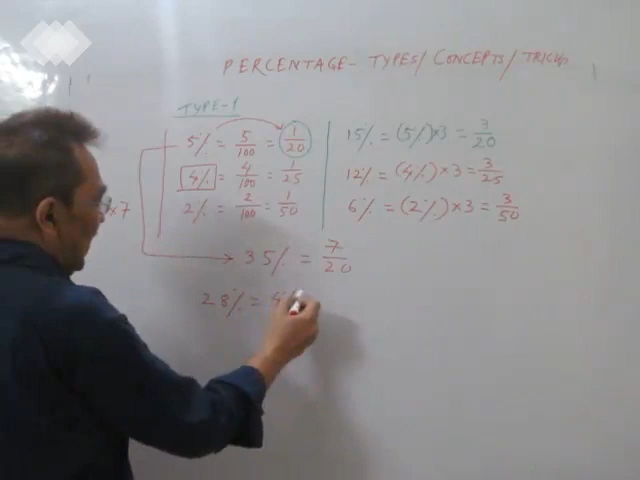 PERCENTAGE - TYPES/CONCEPTS/TRICKS
TYPE-1
5% = 5/100 = 1/20
4% = 4/100 = 1/25
2% = 2/100 = 1/50
15% = (5%)×3 = 3/20
12% = (4%)×3 = 3/25
6% = (2%)×3 = 3/50
×7
35% = 7/20
28% = 4%